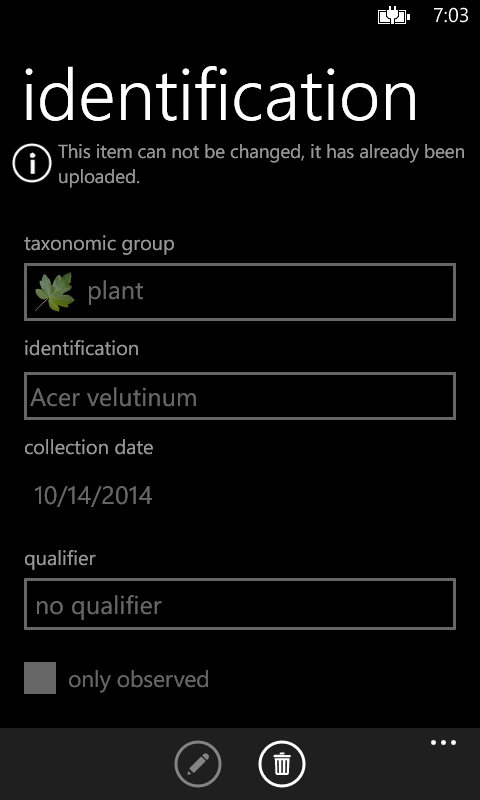 7:03
identification
This item can not be changed, it has already been
uploaded.
taxonomic group
plant
identification
Acer velutinum
collection date
10/14/2014
qualifier
no qualifier
only observed